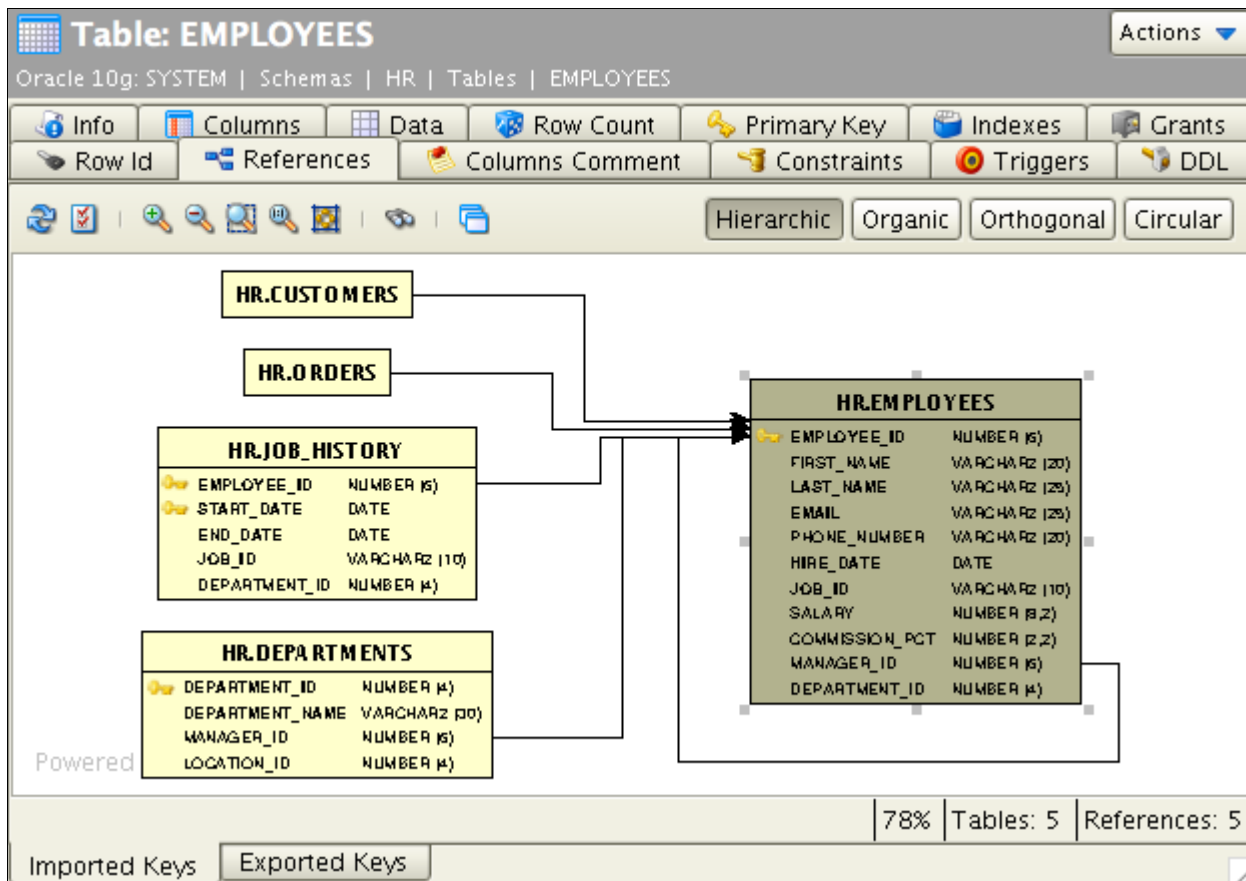 Table: EMPLOYEES
Actions
Oracle 10g: SYSTEM | Schemas | HR | Tables | EMPLOYEES
Info Columns Data Row Count Primary Key Indexes Grants
Row Id References Columns Comment Constraints Triggers DDL
Hierarchic Organic Orthogonal Circular
HR.CUSTOMERS
HR.ORDERS
HR.JOB_HISTORY
EMPLOYEE_ID NUMBER (6)
START_DATE DATE
END_DATE DATE
JOB_ID VARCHAR2 (10)
DEPARTMENT_ID NUMBER (4)
HR.DEPARTMENTS
DEPARTMENT_ID NUMBER (4)
DEPARTMENT_NAME VARCHAR2 (30)
MANAGER_ID NUMBER (6)
LOCATION_ID NUMBER (4)
HR.EMPLOYEES
EMPLOYEE_ID NUMBER (6)
FIRST_NAME VARCHAR2 (20)
LAST_NAME VARCHAR2 (25)
EMAIL VARCHAR2 (25)
PHONE_NUMBER VARCHAR2 (20)
HIRE_DATE DATE
JOB_ID VARCHAR2 (10)
SALARY NUMBER (8,2)
COMMISSION_PCT NUMBER (2,2)
MANAGER_ID NUMBER (6)
DEPARTMENT_ID NUMBER (4)
Powered
78% Tables: 5 References: 5
Imported Keys Exported Keys